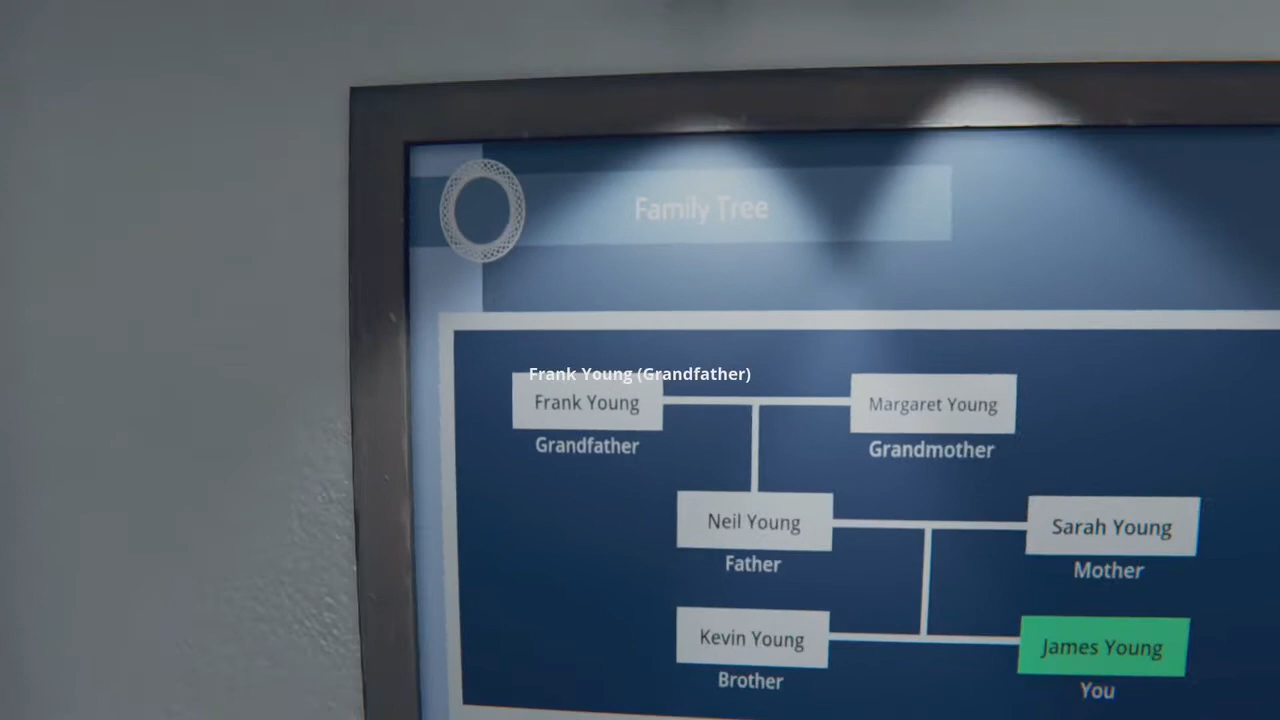 Family Tree
Frank Young (Grandfather)
Frank Young
Margaret Young
Grandfather
Grandmother
Neil Young
Sarah Young
Father
Mother
Kevin Young
James Young
Brother
You